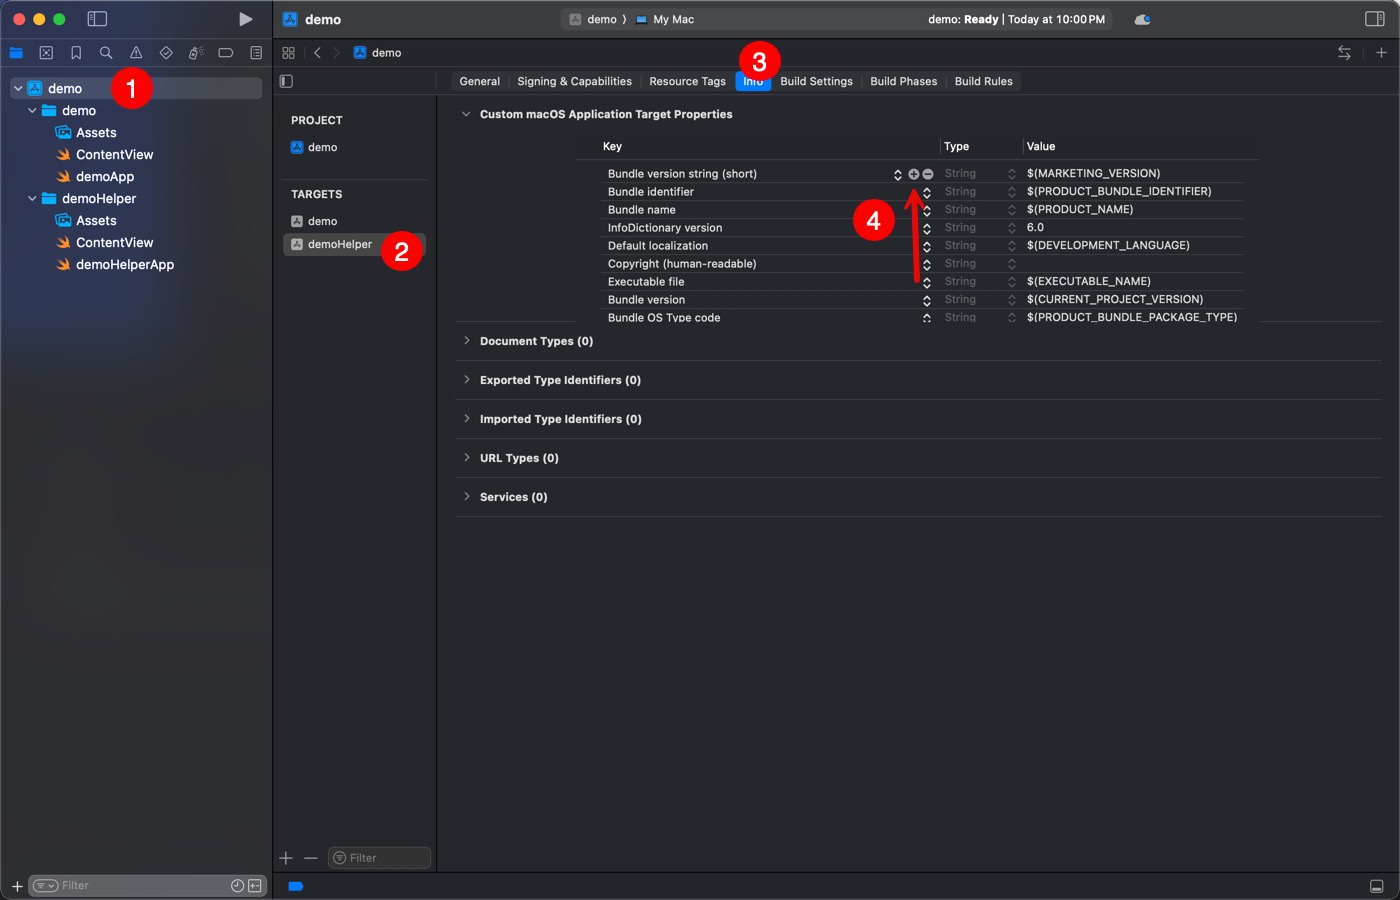 demo
demo 〉 My Mac
demo: Ready | Today at 10:00 PM
demo
demo
1
demo
Assets
ContentView
demoApp
demoHelper
Assets
ContentView
demoHelperApp
Filter
PROJECT
demo
TARGETS
demo
demoHelper
2
Filter
3
General
Signing & Capabilities
Resource Tags
Info
Build Settings
Build Phases
Build Rules
Custom macOS Application Target Properties
Key Type Value
Bundle version string (short) String $(MARKETING_VERSION)
Bundle identifier String $(PRODUCT_BUNDLE_IDENTIFIER)
Bundle name String $(PRODUCT_NAME)
InfoDictionary version String 6.0
Default localization String $(DEVELOPMENT_LANGUAGE)
Copyright (human-readable) String
Executable file String $(EXECUTABLE_NAME)
Bundle version String $(CURRENT_PROJECT_VERSION)
Bundle OS Type code String $(PRODUCT_BUNDLE_PACKAGE_TYPE)
4
Document Types (0)
Exported Type Identifiers (0)
Imported Type Identifiers (0)
URL Types (0)
Services (0)